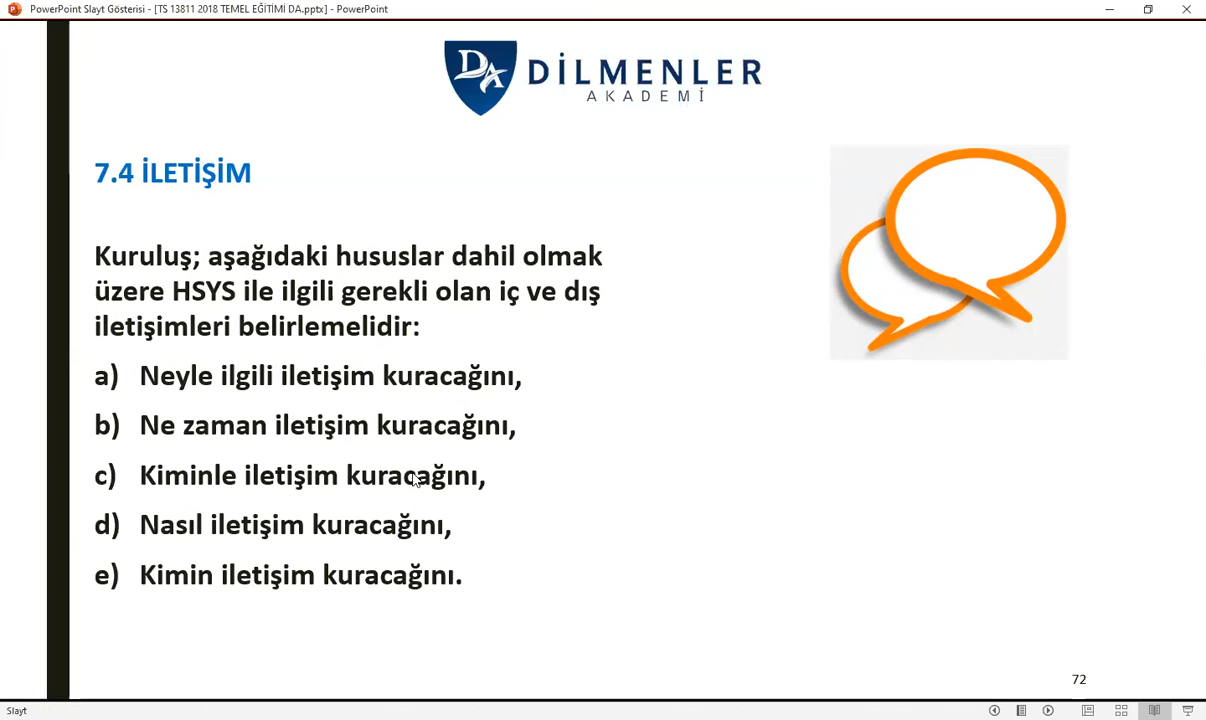 PowerPoint Slayt Gösterisi - [TS 13811 2018 TEMEL EĞİTİMİ DA.pptx] - PowerPoint
DA DİLMENLER
AKADEMİ
7.4 İLETİŞİM
Kuruluş; aşağıdaki hususlar dahil olmak
üzere HSYS ile ilgili gerekli olan iç ve dış
iletişimleri belirlemelidir:
a) Neyle ilgili iletişim kuracağını,
b) Ne zaman iletişim kuracağını,
c) Kiminle iletişim kuracağını,
d) Nasıl iletişim kuracağını,
e) Kimin iletişim kuracağını.
72
Slayt